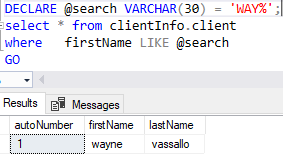 DECLARE @search VARCHAR(30) = 'WAY%';
select * from clientInfo.client
where firstName LIKE @search
GO
Results Messages
autoNumber firstName lastName
1 wayne vassallo